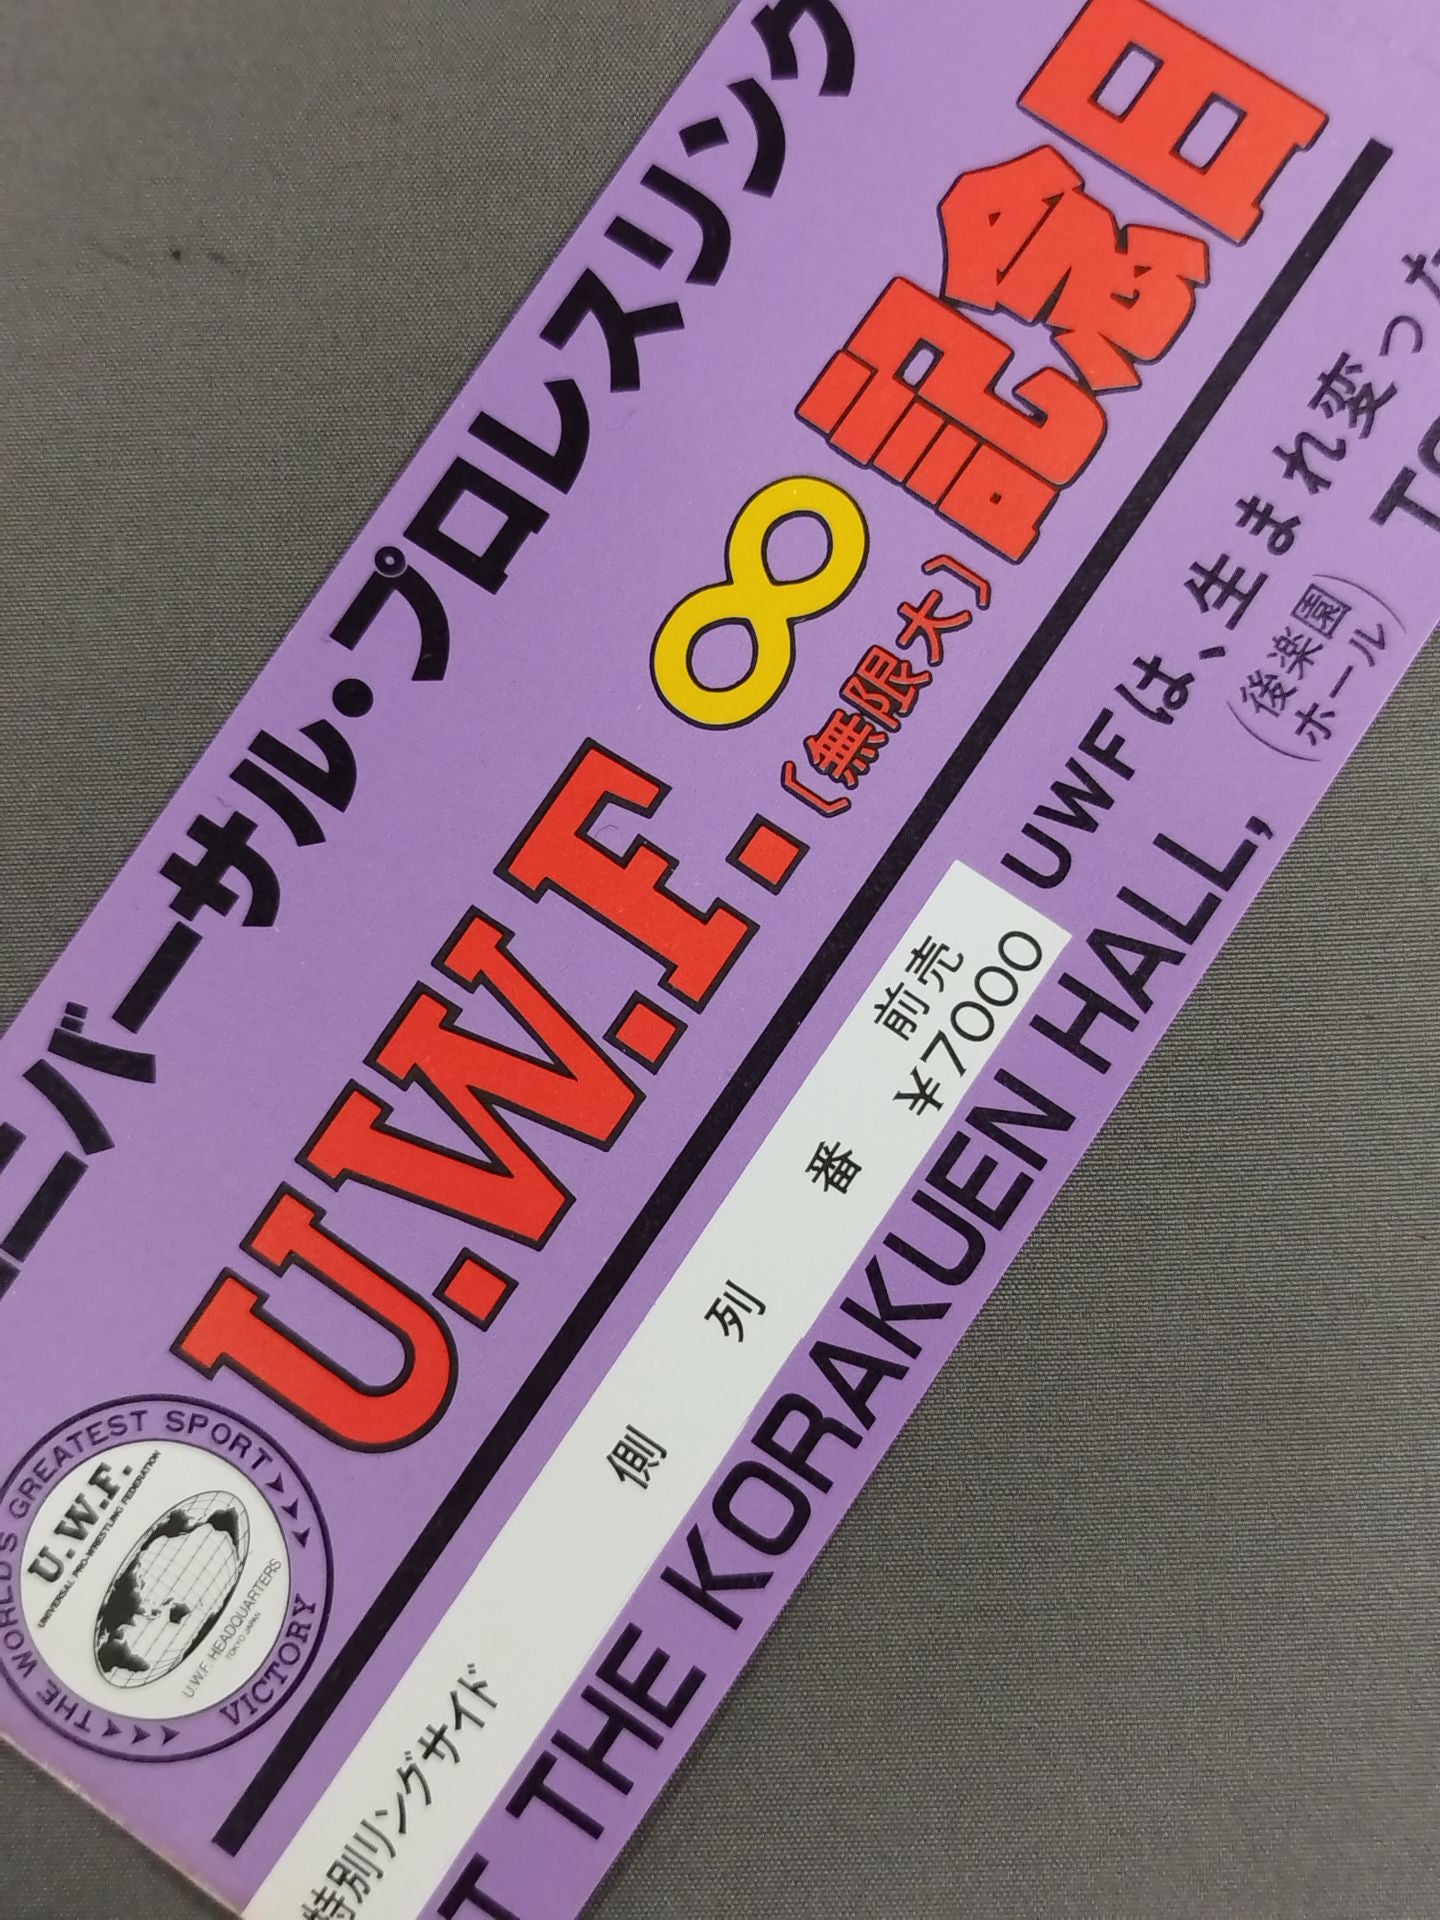 ニバーサル・プロレスリング
U.W.F.∞記念日
〔無限大〕
THE WORLD'S GREATEST SPORT
U.W.F.
UNIVERSAL PRO-WRESTLING FEDERATION
U.W.F. HEADQUARTERS
TOKYO JAPAN
VICTORY
特別リングサイド 側 列 番 前売 ¥7000
UWFは、生まれ変った
(後楽園ホール)
THE KORAKUEN HALL,